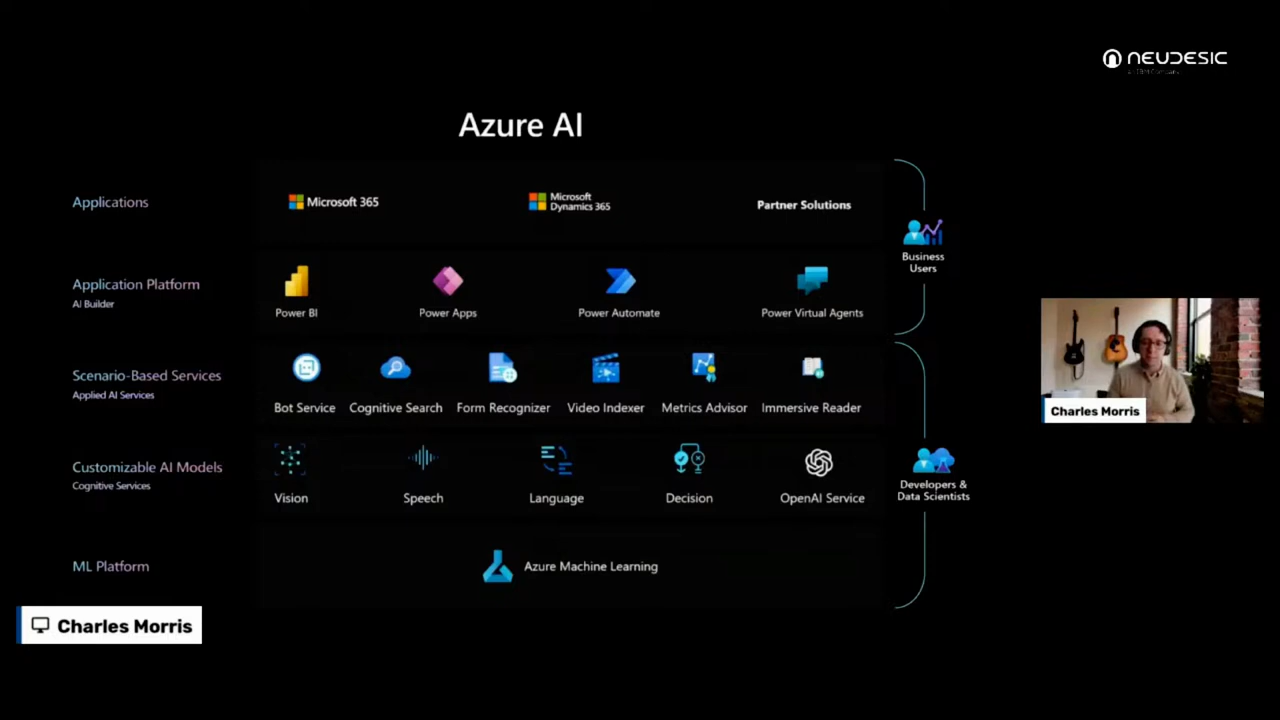 NEUDESIC
an IBM Company
Azure AI
Applications
Microsoft 365
Microsoft
Dynamics 365
Partner Solutions
Business
Users
Application Platform
AI Builder
Power BI
Power Apps
Power Automate
Power Virtual Agents
Scenario-Based Services
Applied AI Services
Bot Service
Cognitive Search
Form Recognizer
Video Indexer
Metrics Advisor
Immersive Reader
Charles Morris
Customizable AI Models
Cognitive Services
Vision
Speech
Language
Decision
OpenAI Service
Developers &
Data Scientists
ML Platform
Azure Machine Learning
Charles Morris